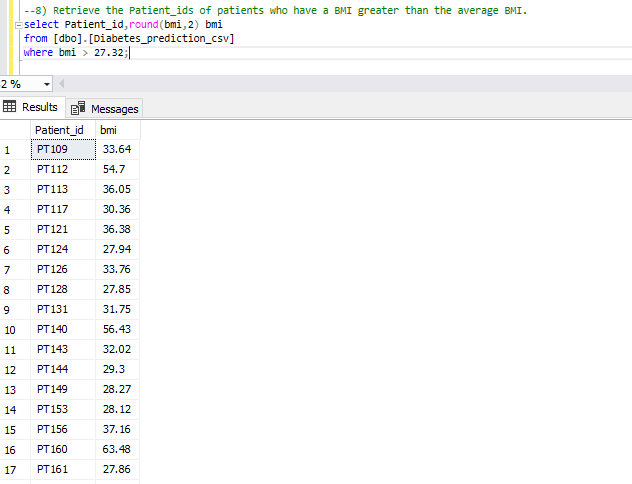 --8) Retrieve the Patient_ids of patients who have a BMI greater than the average BMI.
select Patient_id,round(bmi,2) bmi
from [dbo].[Diabetes_prediction_csv]
where bmi > 27.32;
2 %
Results Messages
Patient_id bmi
1 PT109 33.64
2 PT112 54.7
3 PT113 36.05
4 PT117 30.36
5 PT121 36.38
6 PT124 27.94
7 PT126 33.76
8 PT128 27.85
9 PT131 31.75
10 PT140 56.43
11 PT143 32.02
12 PT144 29.3
13 PT149 28.27
14 PT153 28.12
15 PT156 37.16
16 PT160 63.48
17 PT161 27.86